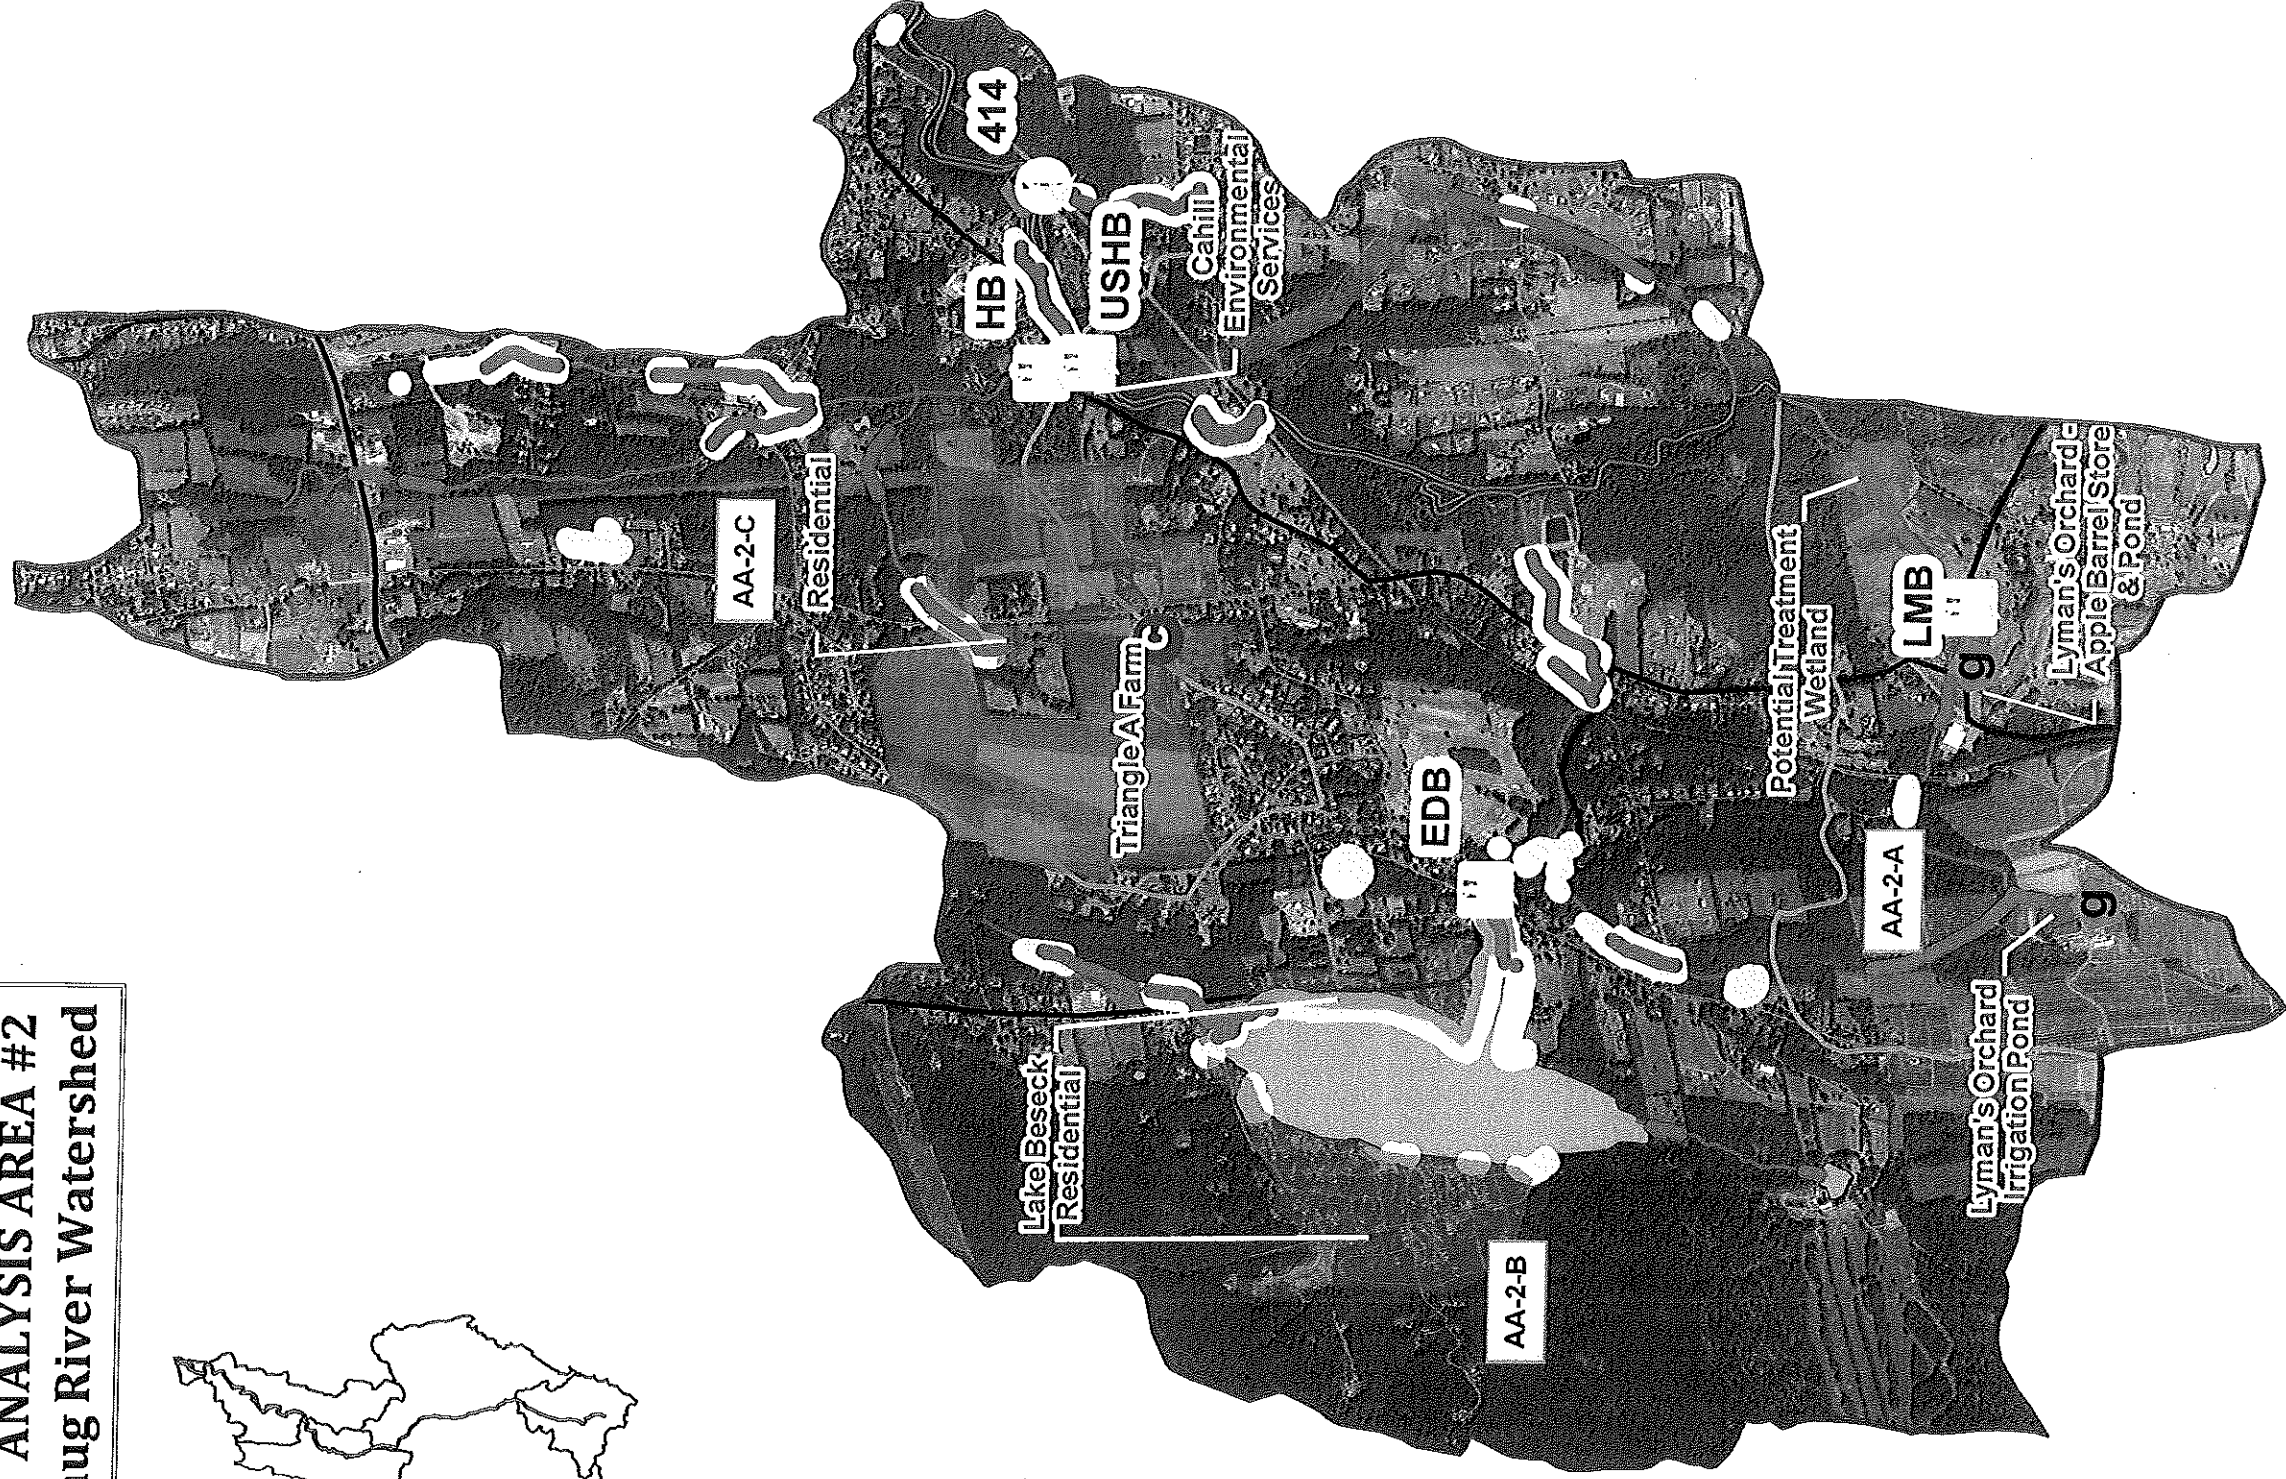 ANALYSIS AREA #2
aug River Watershed
Lake Beseck
Residential
AA-2-B
Triangle A Farm
c
EDB
AA-2-C
Residential
HB
USHB
414
Cahill
Environmental
Services
Potential Treatment
Wetland
LMB
g
Lyman's Orchard -
Apple Barrel Store
& Pond
AA-2-A
g
Lyman's Orchard
Irrigation Pond